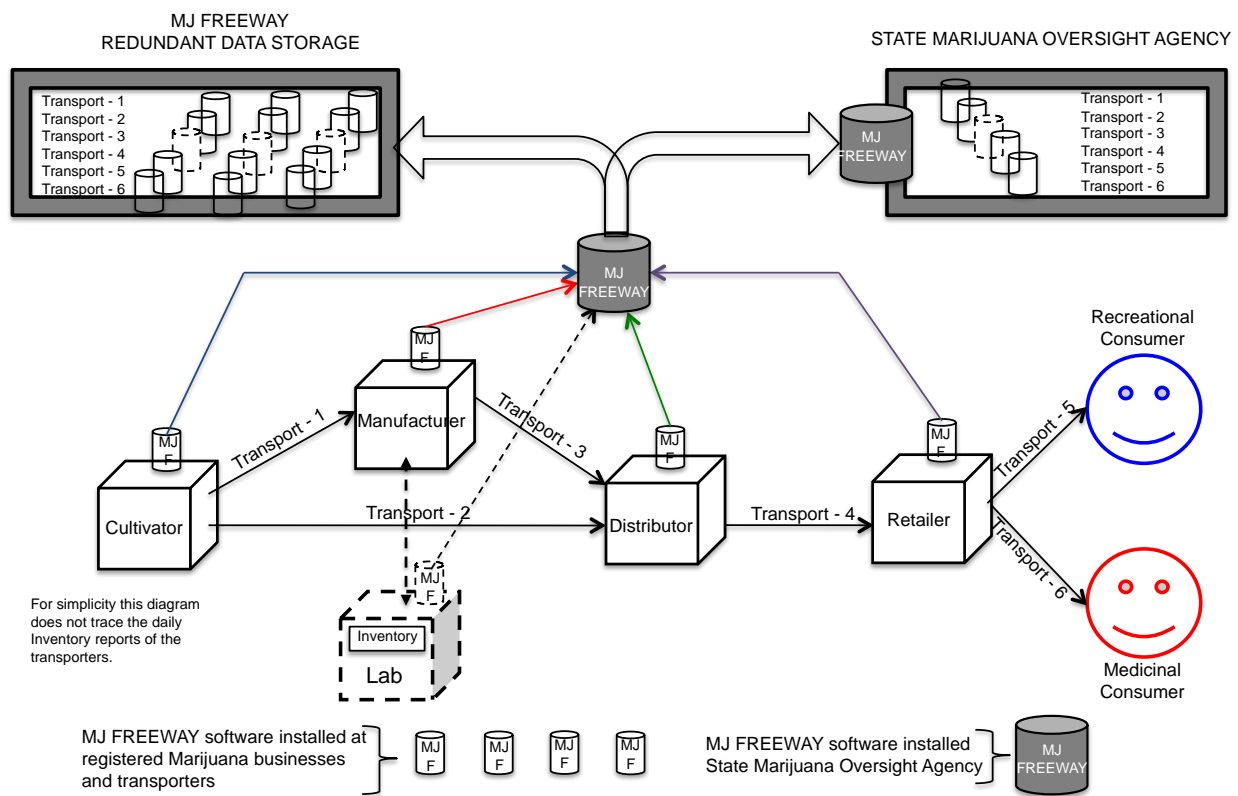 MJ FREEWAY
REDUNDANT DATA STORAGE
STATE MARIJUANA OVERSIGHT AGENCY
Transport - 1
Transport - 2
Transport - 3
Transport - 4
Transport - 5
Transport - 6
MJ
FREEWAY
Transport - 1
Transport - 2
Transport - 3
Transport - 4
Transport - 5
Transport - 6
MJ
FREEWAY
Recreational
Consumer
MJ
F
Manufacturer
Transport - 1
Transport - 3
Transport - 5
MJ
F
MJ
F
MJ
F
Cultivator
Transport - 2
Distributor
Transport - 4
Retailer
Transport - 6
MJ
F
Inventory
Lab
For simplicity this diagram
does not trace the daily
Inventory reports of the
transporters.
Medicinal
Consumer
MJ FREEWAY software installed at
registered Marijuana businesses
and transporters
MJ
F
MJ
F
MJ
F
MJ
F
MJ FREEWAY software installed
State Marijuana Oversight Agency
MJ
FREEWAY